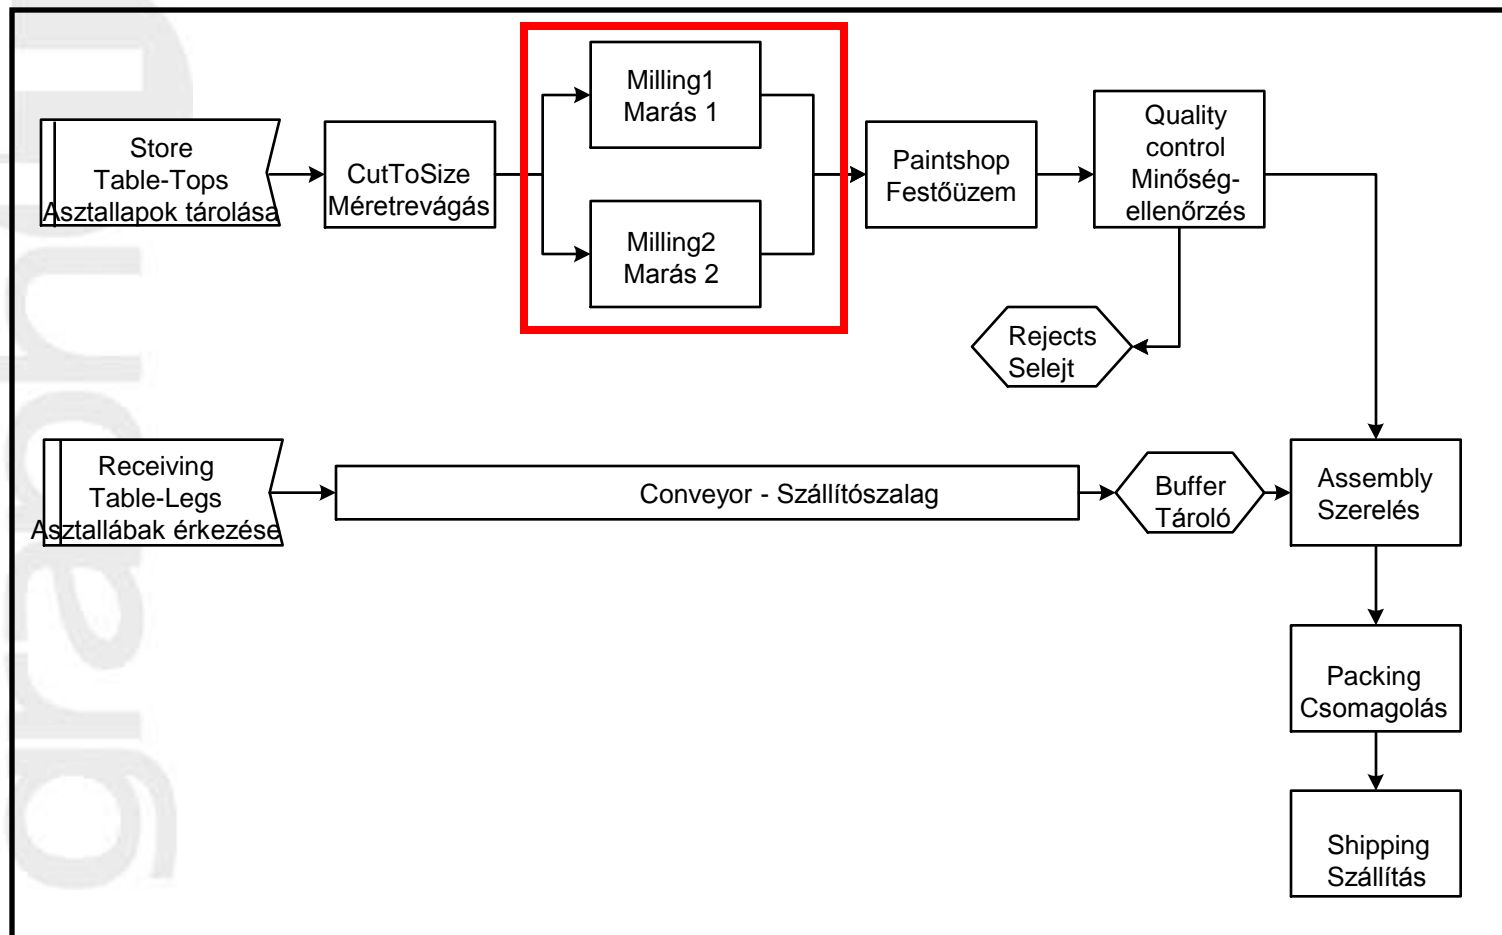 Store
Table-Tops
Asztallapok tárolása
CutToSize
Méretrevágás
Milling1
Marás 1
Milling2
Marás 2
Paintshop
Festőüzem
Quality
control
Minőség-
ellenőrzés
Rejects
Selejt
Receiving
Table-Legs
Asztallábak érkezése
Conveyor - Szállítószalag
Buffer
Tároló
Assembly
Szerelés
Packing
Csomagolás
Shipping
Szállítás